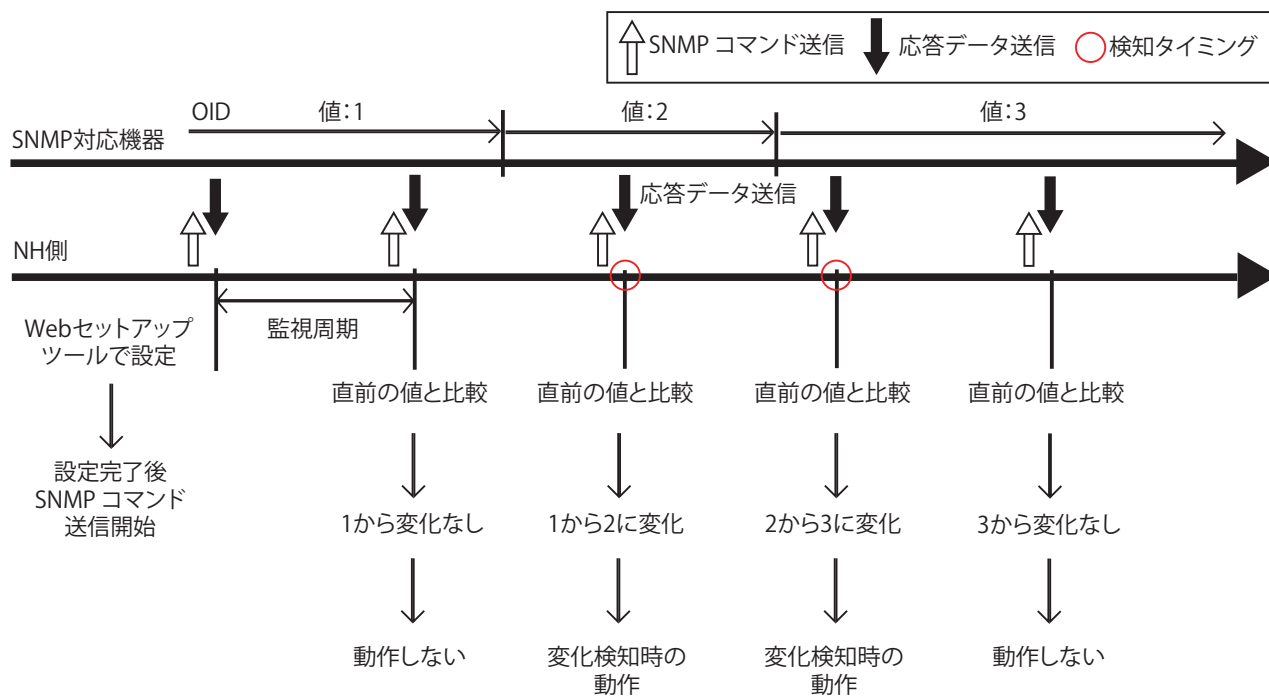 SNMP コマンド送信
応答データ送信
検知タイミング
OID
値：1
値：2
値：3
SNMP対応機器
応答データ送信
NH側
Webセットアップ
ツールで設定
監視周期
設定完了後
SNMP コマンド
送信開始
直前の値と比較
直前の値と比較
直前の値と比較
直前の値と比較
1から変化なし
1から2に変化
2から3に変化
3から変化なし
動作しない
変化検知時の
動作
変化検知時の
動作
動作しない